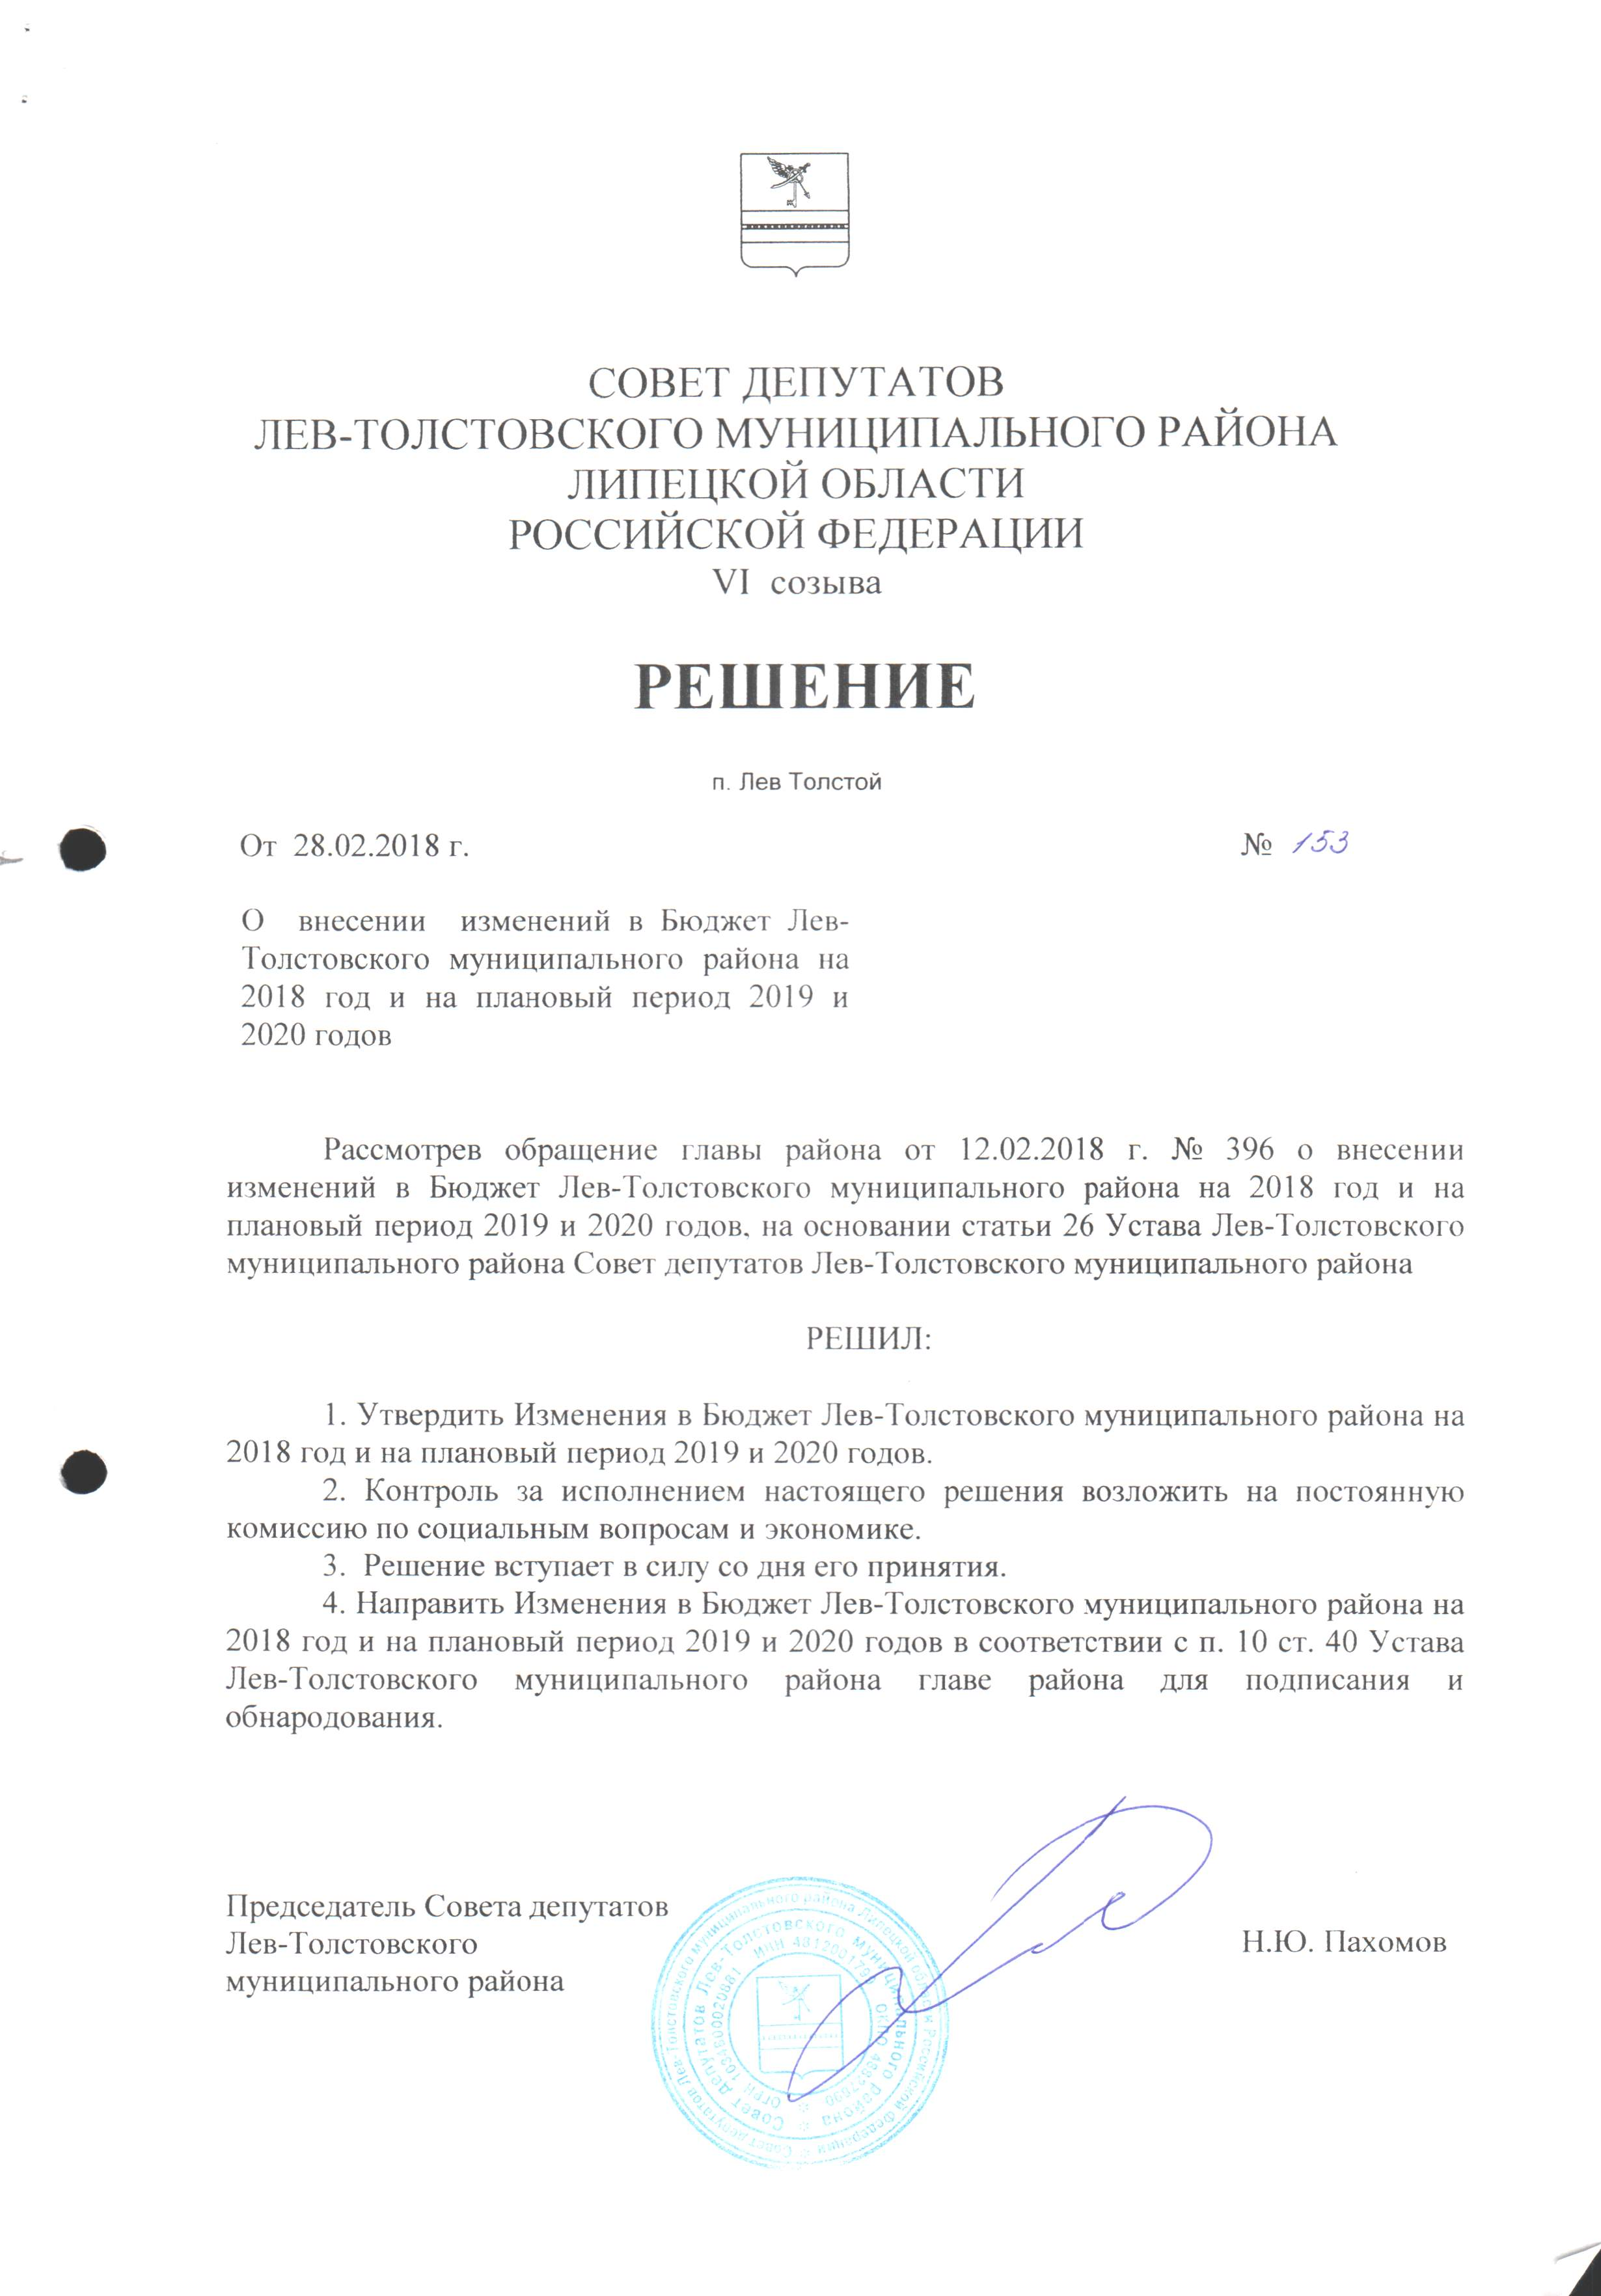 СОВЕТ ДЕПУТАТОВ
ЛЕВ-ТОЛСТОВСКОГО МУНИЦИПАЛЬНОГО РАЙОНА
ЛИПЕЦКОЙ ОБЛАСТИ
РОССИЙСКОЙ ФЕДЕРАЦИИ
VI созыва
РЕШЕНИЕ
п. Лев Толстой
От 28.02.2018 г. № 153
О внесении изменений в Бюджет Лев-
Толстовского муниципального района на
2018 год и на плановый период 2019 и
2020 годов
Рассмотрев обращение главы района от 12.02.2018 г. № 396 о внесении
изменений в Бюджет Лев-Толстовского муниципального района на 2018 год и на
плановый период 2019 и 2020 годов, на основании статьи 26 Устава Лев-Толстовского
муниципального района Совет депутатов Лев-Толстовского муниципального района
РЕШИЛ:
1. Утвердить Изменения в Бюджет Лев-Толстовского муниципального района на
2018 год и на плановый период 2019 и 2020 годов.
2. Контроль за исполнением настоящего решения возложить на постоянную
комиссию по социальным вопросам и экономике.
3. Решение вступает в силу со дня его принятия.
4. Направить Изменения в Бюджет Лев-Толстовского муниципального района на
2018 год и на плановый период 2019 и 2020 годов в соответствии с п. 10 ст. 40 Устава
Лев-Толстовского муниципального района главе района для подписания и
обнародования.
Председатель Совета депутатов
Лев-Толстовского
муниципального района
Н.Ю. Пахомов
Совет депутатов Лев-Толстовского муниципального района